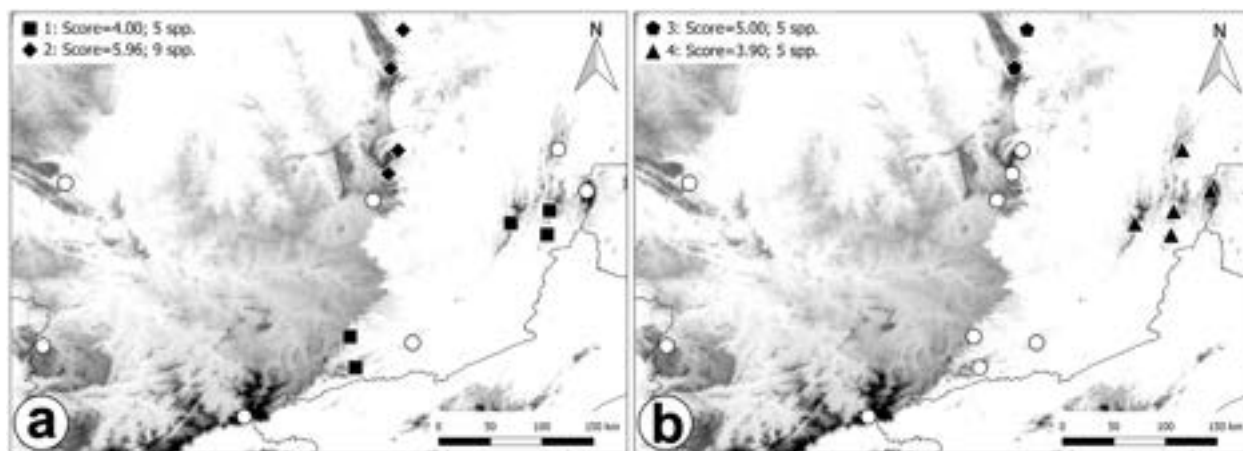 1: Score=4.00; 5 spp.
2: Score=5.96; 9 spp.
N
a
0 50 100 150 km
3: Score=5.00; 5 spp.
4: Score=3.90; 5 spp.
N
b
0 50 100 150 km